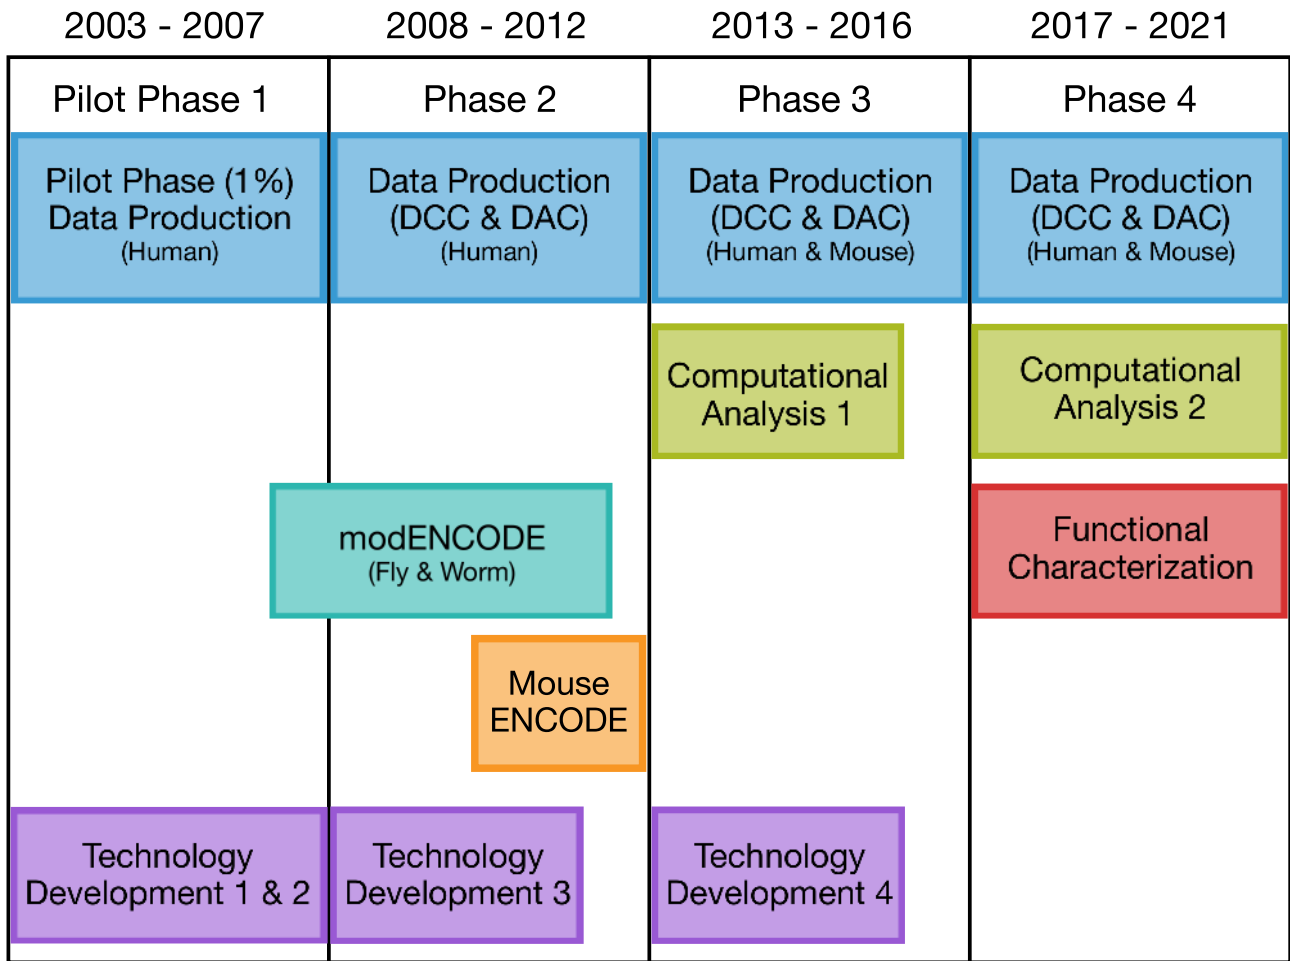 2003 - 2007
2008 - 2012
2013 - 2016
2017 - 2021
Pilot Phase 1
Phase 2
Phase 3
Phase 4
Pilot Phase (1%)
Data Production
(Human)
Data Production
(DCC & DAC)
(Human)
Data Production
(DCC & DAC)
(Human & Mouse)
Data Production
(DCC & DAC)
(Human & Mouse)
Computational
Analysis 1
Computational
Analysis 2
modENCODE
(Fly & Worm)
Functional
Characterization
Mouse
ENCODE
Technology
Development 1 & 2
Technology
Development 3
Technology
Development 4